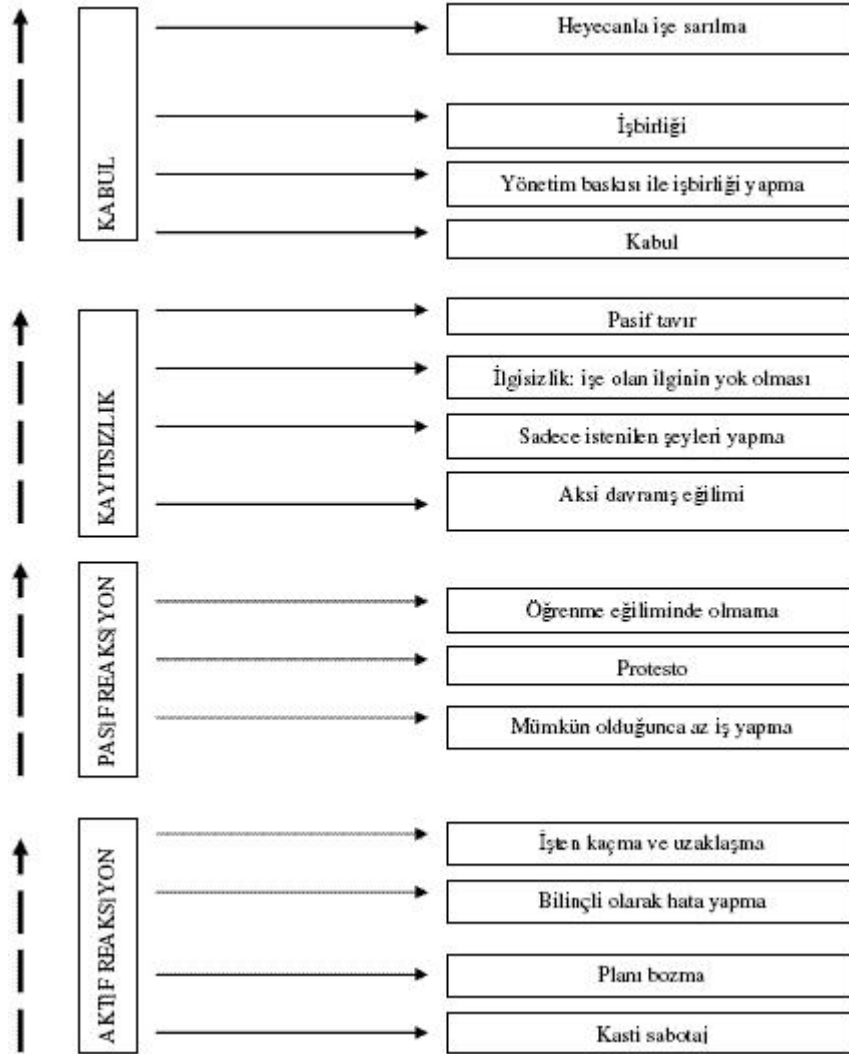 KABUL
Heyecanla işe sarılma
İşbirliği
Yönetim baskısı ile işbirliği yapma
Kabul
KAYITSIZLIK
Pasif tavır
İlgisizlik: işe olan ilginin yok olması
Sadece istenilen şeyleri yapma
Aksi davranış eğilimi
PASİF REAKSİYON
Öğrenme eğiliminde olmama
Protesto
Mümkün olduğunca az iş yapma
AKTİF REAKSİYON
İşten kaçma ve uzaklaşma
Bilinçli olarak hata yapma
Planı bozma
Kasti sabotaj